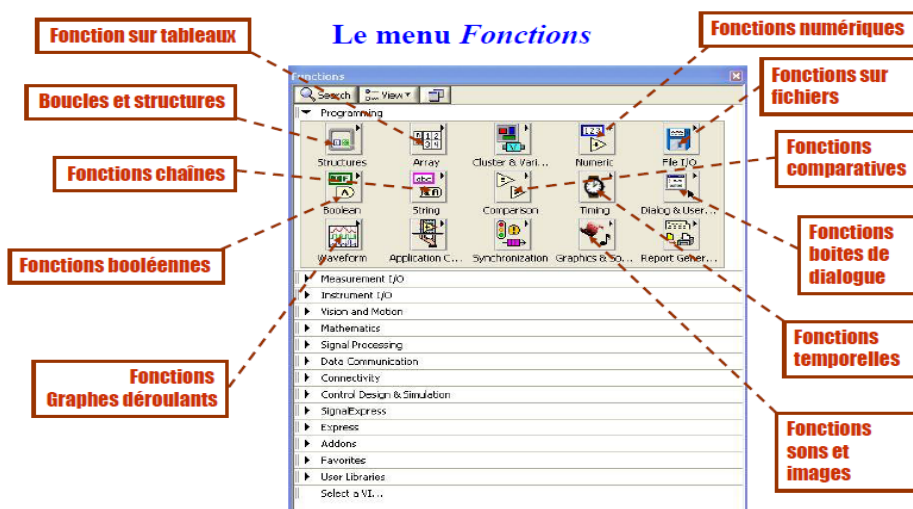 Le menu Fonctions
Fonction sur tableaux
Boucles et structures
Fonctions chaînes
Fonctions booléennes
Fonctions
Graphes déroulants
Functions
Search View
Programming
Structures Array Cluster & Vari... Numeric File I/O
Boolean String Comparison Timing Dialog & User...
Waveform Application C... Synchronization Graphics & So... Report Gener...
Measurement I/O
Instrument I/O
Vision and Motion
Mathematics
Signal Processing
Data Communication
Connectivity
Control Design & Simulation
SignalExpress
Express
Addons
Favorites
User Libraries
Select a VI...
Fonctions numériques
Fonctions sur
fichiers
Fonctions
comparatives
Fonctions
boites de
dialogue
Fonctions
temporelles
Fonctions
sons et
images